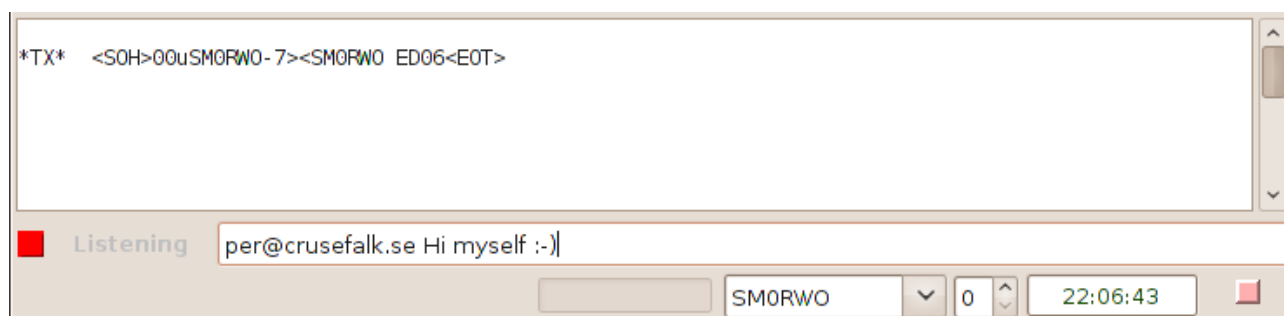 *TX* <SOH>00uSM0RWO-7><SM0RWO ED06<EOT>
Listening per@crusefalk.se Hi myself :-)
SM0RWO 0 22:06:43